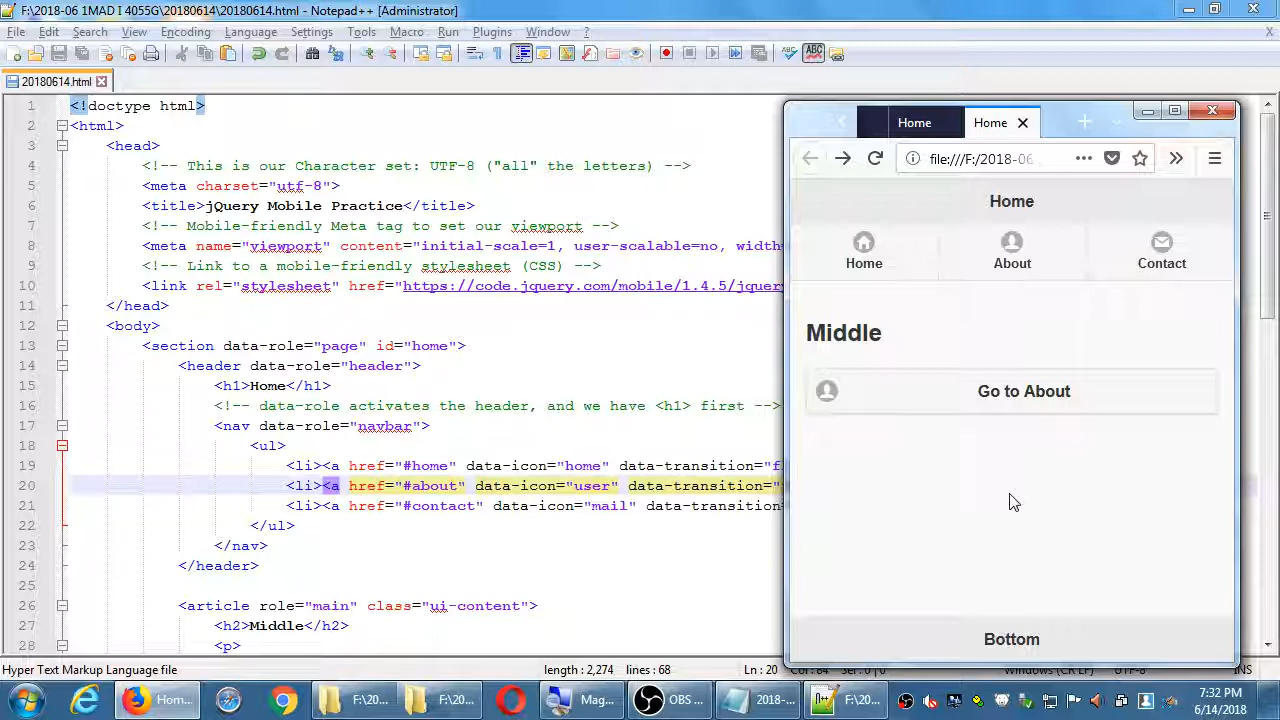 F:\2018-06 1MAD I 4055G\20180614\20180614.html - Notepad++ [Administrator]
File Edit Search View Encoding Language Settings Tools Macro Run Plugins Window ?
20180614.html
1 <!doctype html>
2 <html>
3 <head>
4 <!-- This is our Character set: UTF-8 ("all" the letters) -->
5 <meta charset="utf-8">
6 <title>jQuery Mobile Practice</title>
7 <!-- Mobile-friendly Meta tag to set our viewport -->
8 <meta name="viewport" content="initial-scale=1, user-scalable=no, width
9 <!-- Link to a mobile-friendly stylesheet (CSS) -->
10 <link rel="stylesheet" href="https://code.jquery.com/mobile/1.4.5/jquer
11 </head>
12 <body>
13 <section data-role="page" id="home">
14 <header data-role="header">
15 <h1>Home</h1>
16 <!-- data-role activates the header, and we have <h1> first -->
17 <nav data-role="navbar">
18 <ul>
19 <li><a href="#home" data-icon="home" data-transition="f
20 <li><a href="#about" data-icon="user" data-transition="
21 <li><a href="#contact" data-icon="mail" data-transition
22 </ul>
23 </nav>
24 </header>
25
26 <article role="main" class="ui-content">
27 <h2>Middle</h2>
28 <p>
Home Home
file:///F:/2018-06
Home
Home About Contact
Middle
Go to About
Bottom
Hyper Text Markup Language file length : 2,274 lines : 68 Ln : 20 INS
Hom... F:\20... F:\20... Mag... OBS ... 2018-... F:\20... 7:32 PM
6/14/2018